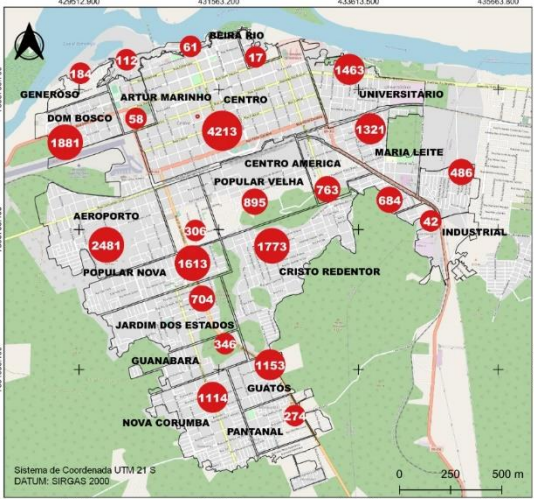 429512.900 431563.200 433613.500 435663.800
BEIRA RIO
61
112
17
184
1463
GENEROSO
ARTUR MARINHO
CENTRO
UNIVERSITÁRIO
DOM BOSCO
58
1881
4213
1321
MARIA LEITE
CENTRO AMERICA
POPULAR VELHA
763
486
895
684
AEROPORTO
306
42
INDUSTRIAL
2481
1773
POPULAR NOVA
1613
CRISTO REDENTOR
704
JARDIM DOS ESTADOS
346
GUANABARA
1153
GUATÓS
1114
NOVA CORUMBA
274
PANTANAL
Sistema de Coordenada UTM 21 S
DATUM: SIRGAS 2000
0 250 500 m